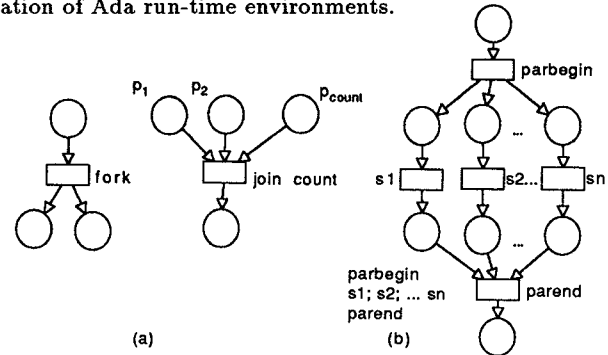 ation of Ada run-time environments.
parbegin
p1 p2 pcount
...
fork
join count
s1 s2... sn
...
parbegin
s1; s2; ... sn
parend
parend
(a) (b)